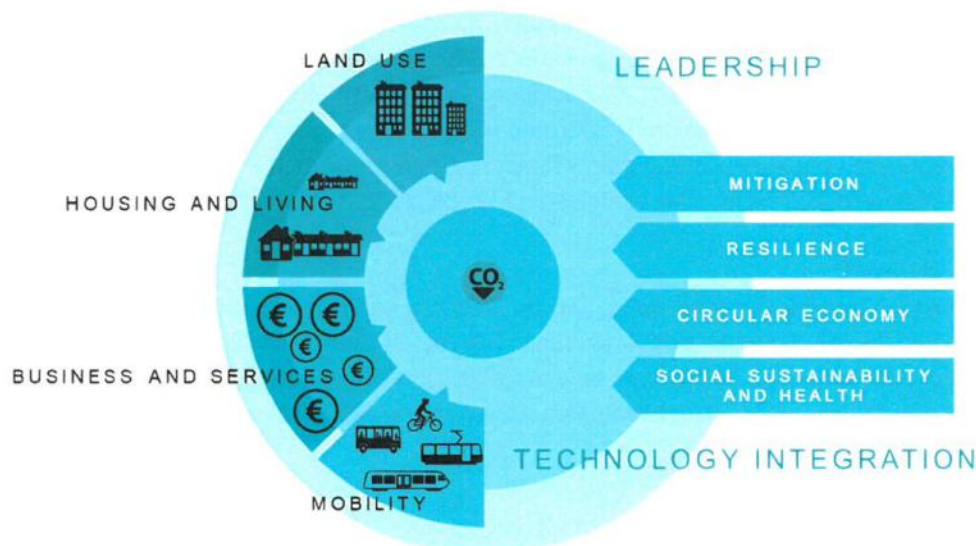 LAND USE
LEADERSHIP
MITIGATION
HOUSING AND LIVING
RESILIENCE
CO₂
€ €
€
CIRCULAR ECONOMY
BUSINESS AND SERVICES
€
€
SOCIAL SUSTAINABILITY
AND HEALTH
TECHNOLOGY INTEGRATION
MOBILITY